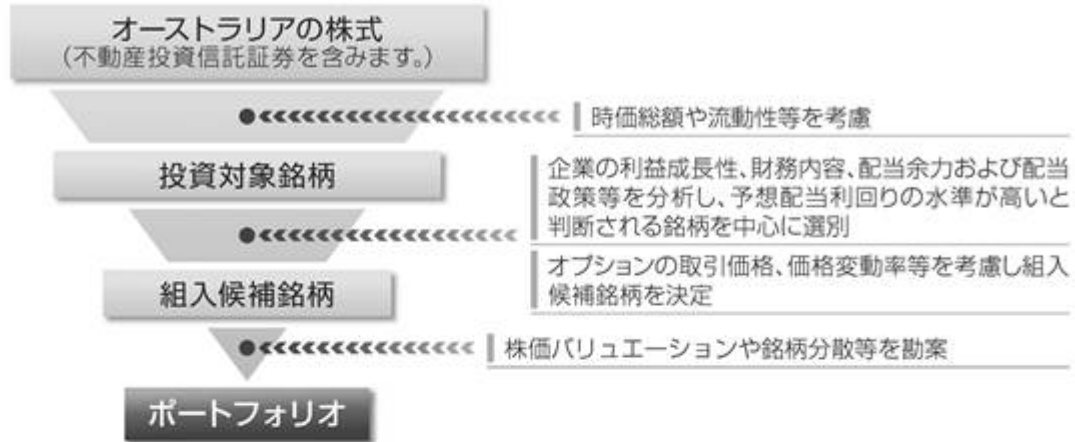 オーストラリアの株式
(不動産投資信託証券を含みます。)
時価総額や流動性等を考慮
投資対象銘柄
企業の利益成長性、財務内容、配当余力および配当
政策等を分析し、予想配当利回りの水準が高いと
判断される銘柄を中心に選別
オプションの取引価格、価格変動率等を考慮し組入
候補銘柄を決定
組入候補銘柄
株価バリュエーションや銘柄分散等を勘案
ポートフォリオ